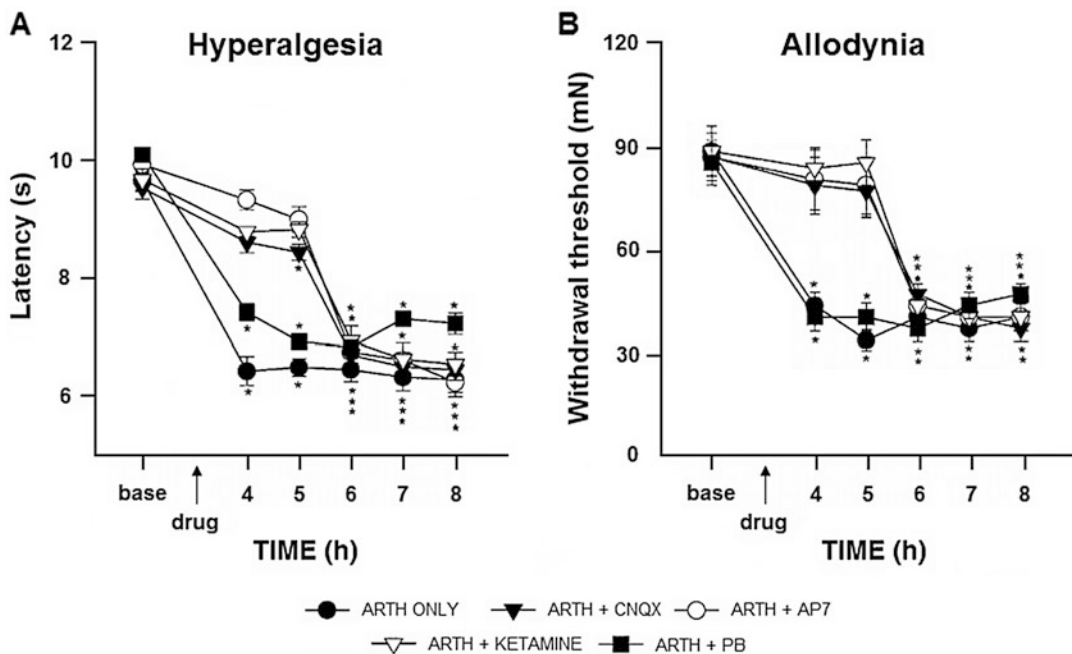 A
Hyperalgesia
12
10
8
6
Latency (s)
base
4
5
6
7
8
drug
TIME (h)
B
Allodynia
120
90
60
30
0
Withdrawal threshold (mN)
base
4
5
6
7
8
drug
TIME (h)
ARTH ONLY
ARTH + CNQX
ARTH + AP7
ARTH + KETAMINE
ARTH + PB